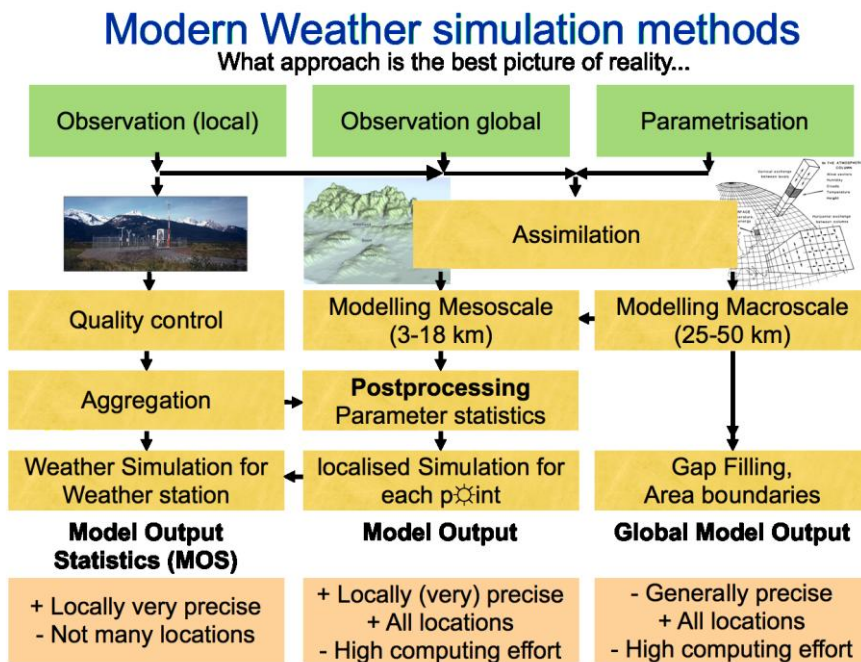 Modern Weather simulation methods
What approach is the best picture of reality...
Observation (local)
Observation global
Parametrisation
Assimilation
Quality control
Modelling Mesoscale
(3-18 km)
Modelling Macroscale
(25-50 km)
Aggregation
Postprocessing
Parameter statistics
Weather Simulation for
Weather station
localised Simulation for
each p☼int
Gap Filling,
Area boundaries
Model Output
Statistics (MOS)
Model Output
Global Model Output
+ Locally very precise
- Not many locations
+ Locally (very) precise
+ All locations
- High computing effort
- Generally precise
+ All locations
- High computing effort